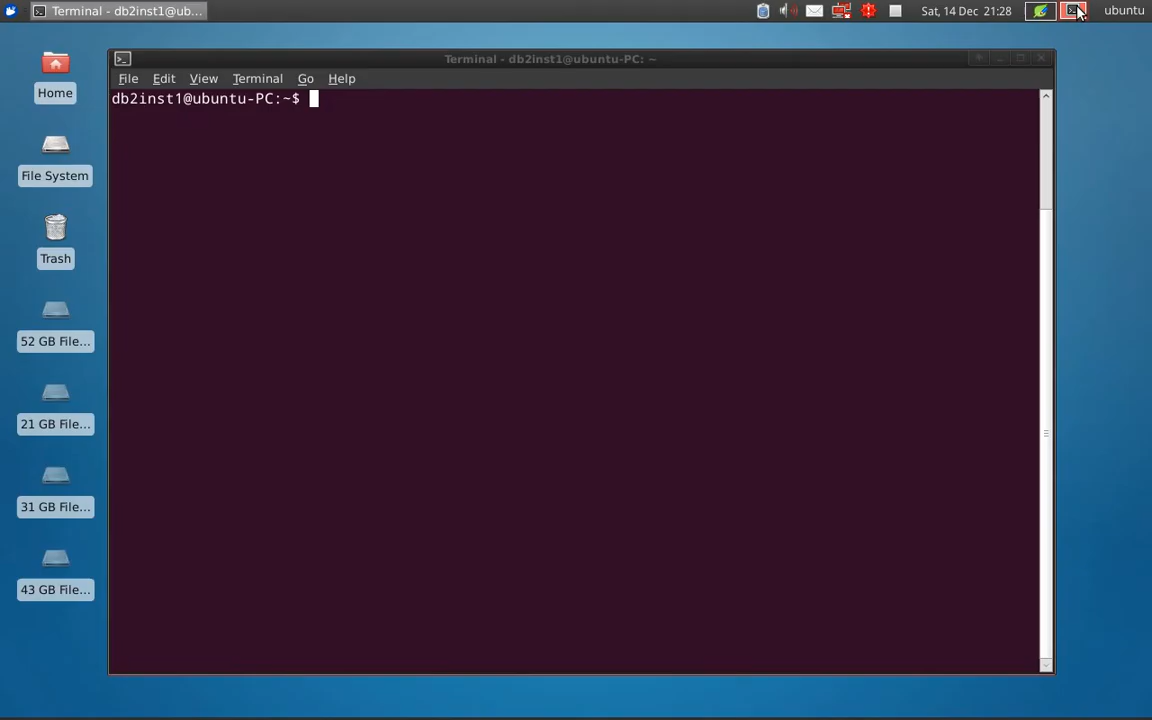 Terminal - db2inst1@ub...
Sat, 14 Dec 21:28
ubuntu
Terminal - db2inst1@ubuntu-PC: ~
File Edit View Terminal Go Help
db2inst1@ubuntu-PC:~$
Home
File System
Trash
52 GB File...
21 GB File...
31 GB File...
43 GB File...